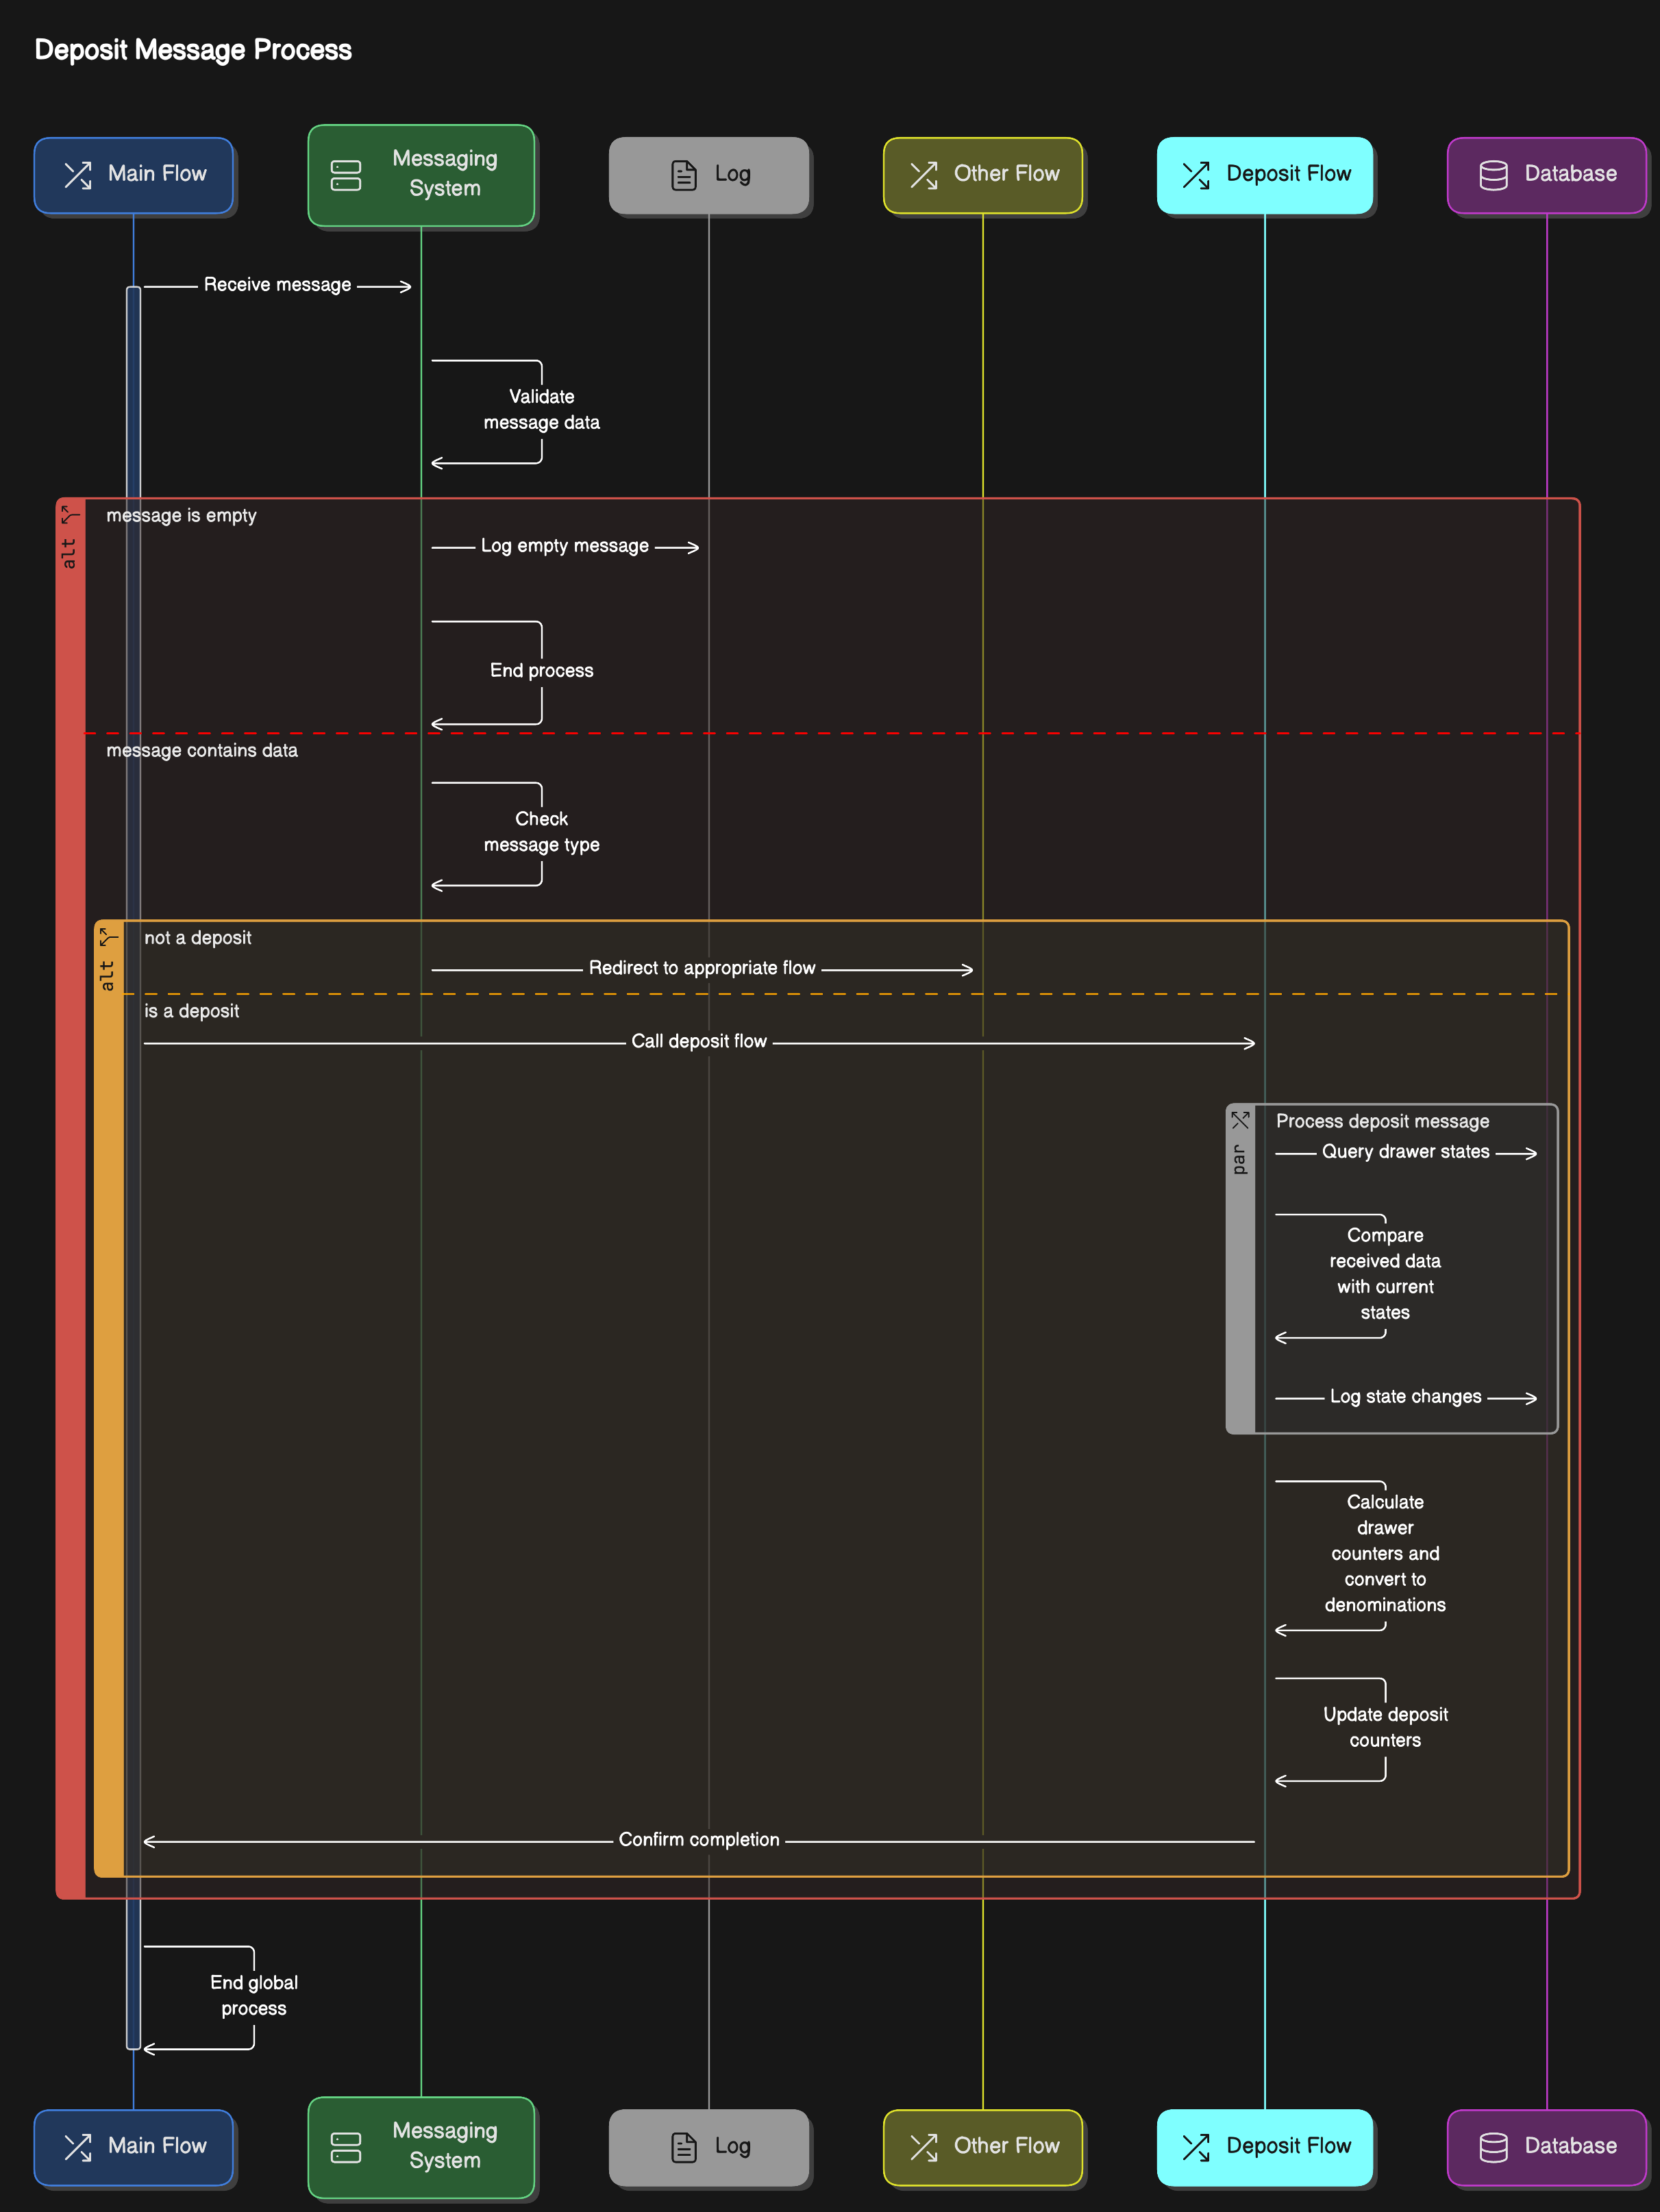 Deposit Message Process
Main Flow
Messaging
System
Log
Other Flow
Deposit Flow
Database
Receive message
Validate
message data
alt
message is empty
Log empty message
End process
message contains data
Check
message type
alt
not a deposit
Redirect to appropriate flow
is a deposit
Call deposit flow
par
Process deposit message
Query drawer states
Compare
received data
with current
states
Log state changes
Calculate
drawer
counters and
convert to
denominations
Update deposit
counters
Confirm completion
End global
process
Main Flow
Messaging
System
Log
Other Flow
Deposit Flow
Database